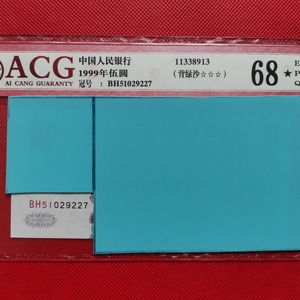 ACG
AI CANG GUARANTY
中国人民银行
1999年伍圆
冠号 : BH51029227
11338913
(背绿沙☆☆☆)
68
★
E
P
Q
BH51029227